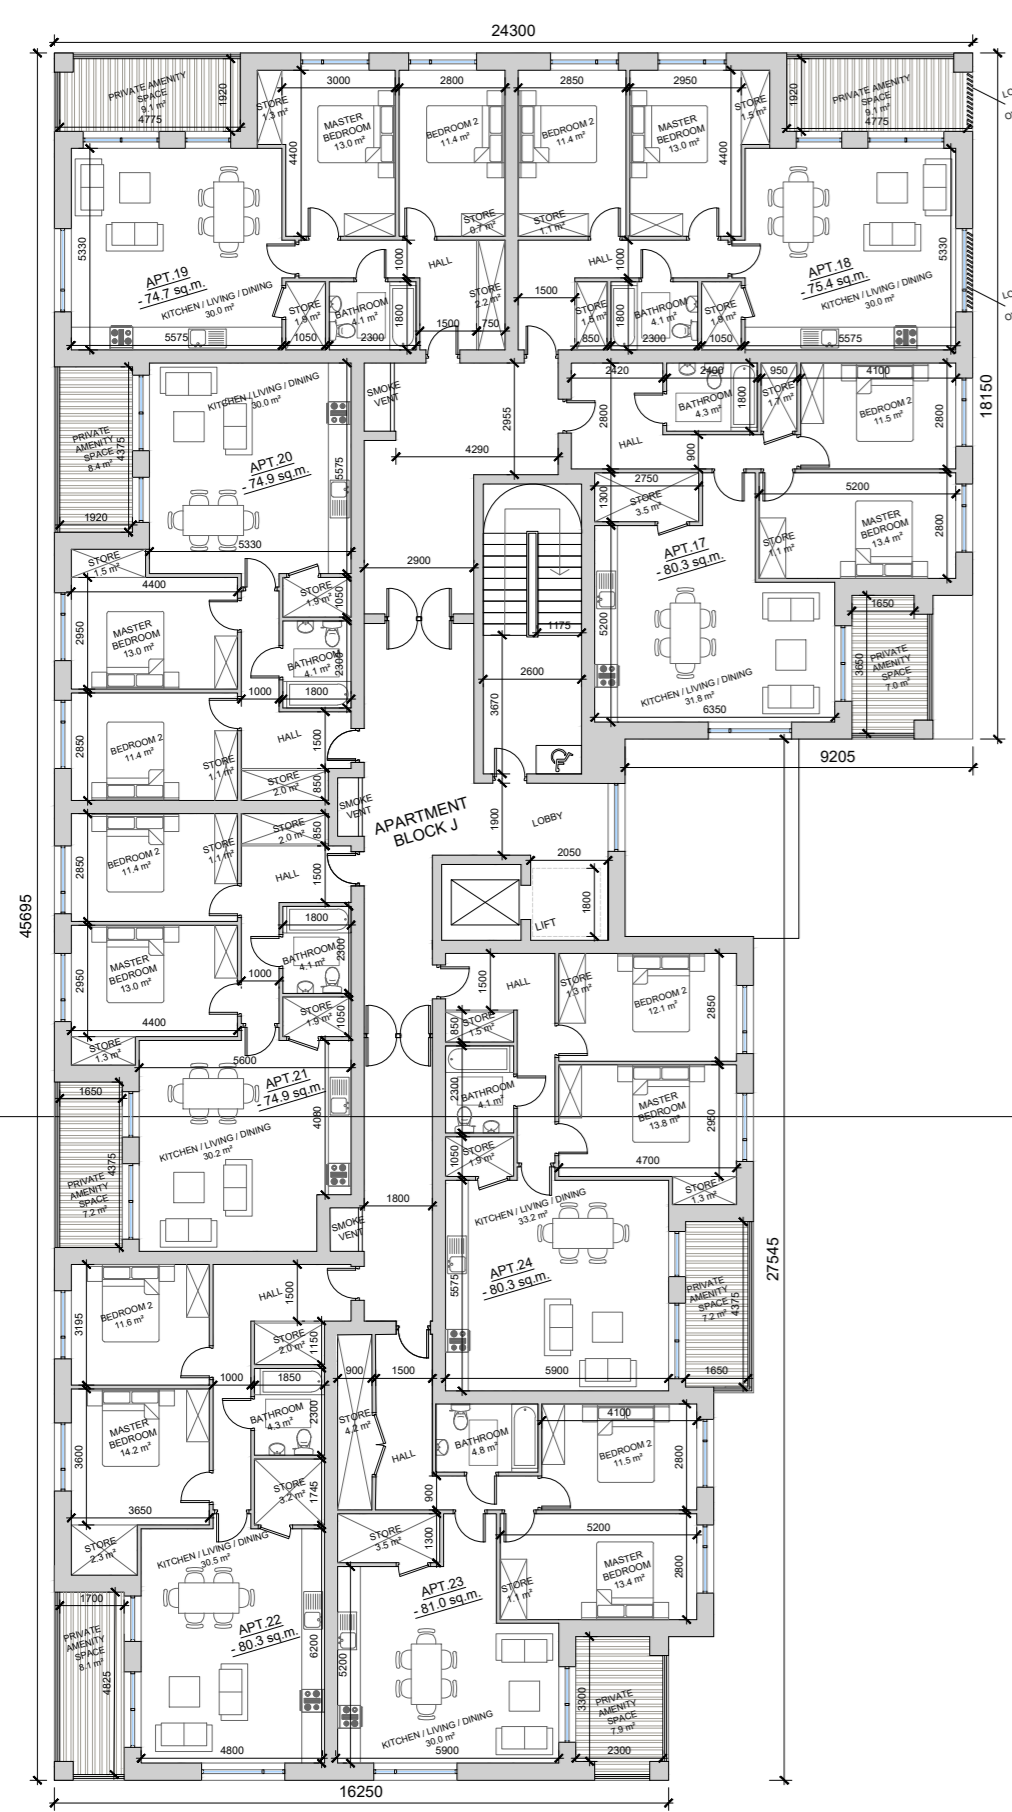 24300
3000
2800
2850
2950
PRIVATE AMENITY
SPACE
9.1 m²
4775
1920
STORE
1.3 m²
MASTER
BEDROOM
13.0 m²
4400
BEDROOM 2
11.4 m²
BEDROOM 2
11.4 m²
MASTER
BEDROOM
13.0 m²
4400
STORE
1.5 m²
1920
PRIVATE AMENITY
SPACE
9.1 m²
4775
5330
APT.19
- 74.7 sq.m.
KITCHEN / LIVING / DINING
30.0 m²
5575
STORE
1.9 m²
1050
BATHROOM
4.1 m²
2300
1800
1000
HALL
STORE
0.7 m²
STORE
2.2 m²
1500
750
STORE
1.1 m²
HALL
1000
1500
STORE
1.5 m²
850
1800
BATHROOM
4.1 m²
2300
STORE
1.9 m²
1050
APT.18
- 75.4 sq.m.
KITCHEN / LIVING / DINING
30.0 m²
5330
5575
18150
PRIVATE
AMENITY
SPACE
8.4 m²
4375
1920
KITCHEN / LIVING / DINING
30.0 m²
APT.20
- 74.9 sq.m.
5575
5330
SMOKE
VENT
4290
2955
2900
2420
2800
HALL
2400
BATHROOM
4.3 m²
1800
950
STORE
1.7 m²
4100
BEDROOM 2
11.5 m²
2800
900
2750
1300
STORE
3.5 m²
5200
STORE
1.1 m²
MASTER
BEDROOM
13.4 m²
2800
APT.17
- 80.3 sq.m.
5200
KITCHEN / LIVING / DINING
31.8 m²
6350
1650
3650
PRIVATE
AMENITY
SPACE
7.0 m²
9205
1175
2600
3670
STORE
1.5 m²
4400
2950
MASTER
BEDROOM
13.0 m²
STORE
1.9 m²
1050
BATHROOM
4.1 m²
2300
1000
1800
2850
BEDROOM 2
11.4 m²
STORE
1.1 m²
HALL
1500
STORE
2.0 m²
850
SMOKE
VENT
APARTMENT
BLOCK J
1900
LOBBY
2050
1800
LIFT
45695
2850
BEDROOM 2
11.4 m²
STORE
1.1 m²
STORE
2.0 m²
850
HALL
1500
1800
BATHROOM
4.1 m²
2300
2950
MASTER
BEDROOM
13.0 m²
1000
4400
STORE
1.9 m²
1050
STORE
1.3 m²
5600
1650
APT.21
- 74.9 sq.m.
4080
KITCHEN / LIVING / DINING
30.2 m²
4375
PRIVATE
AMENITY
SPACE
7.2 m²
1800
SMOKE
VENT
1500
HALL
STORE
1.3 m²
BEDROOM 2
12.1 m²
2850
850
STORE
1.5 m²
2300
BATHROOM
4.1 m²
MASTER
BEDROOM
13.8 m²
2950
1050
STORE
1.9 m²
4700
STORE
1.3 m²
KITCHEN / LIVING / DINING
33.2 m²
APT.24
- 80.3 sq.m.
5575
5900
PRIVATE
AMENITY
SPACE
7.2 m²
4375
1650
27545
3195
BEDROOM 2
11.6 m²
HALL
1500
STORE
2.0 m²
1150
1000
1850
BATHROOM
4.3 m²
2300
3600
MASTER
BEDROOM
14.2 m²
3650
STORE
3.2 m²
1745
STORE
2.3 m²
KITCHEN / LIVING / DINING
30.5 m²
1700
PRIVATE
AMENITY
SPACE
8.1 m²
4825
APT.22
- 80.3 sq.m.
6200
4800
900
1500
STORE
4.2 m²
HALL
BATHROOM
4.8 m²
4100
BEDROOM 2
11.5 m²
2800
900
STORE
3.5 m²
1300
5200
STORE
1.1 m²
MASTER
BEDROOM
13.4 m²
2800
APT.23
- 81.0 sq.m.
5200
KITCHEN / LIVING / DINING
30.0 m²
5900
3300
PRIVATE
AMENITY
SPACE
7.9 m²
2300
16250